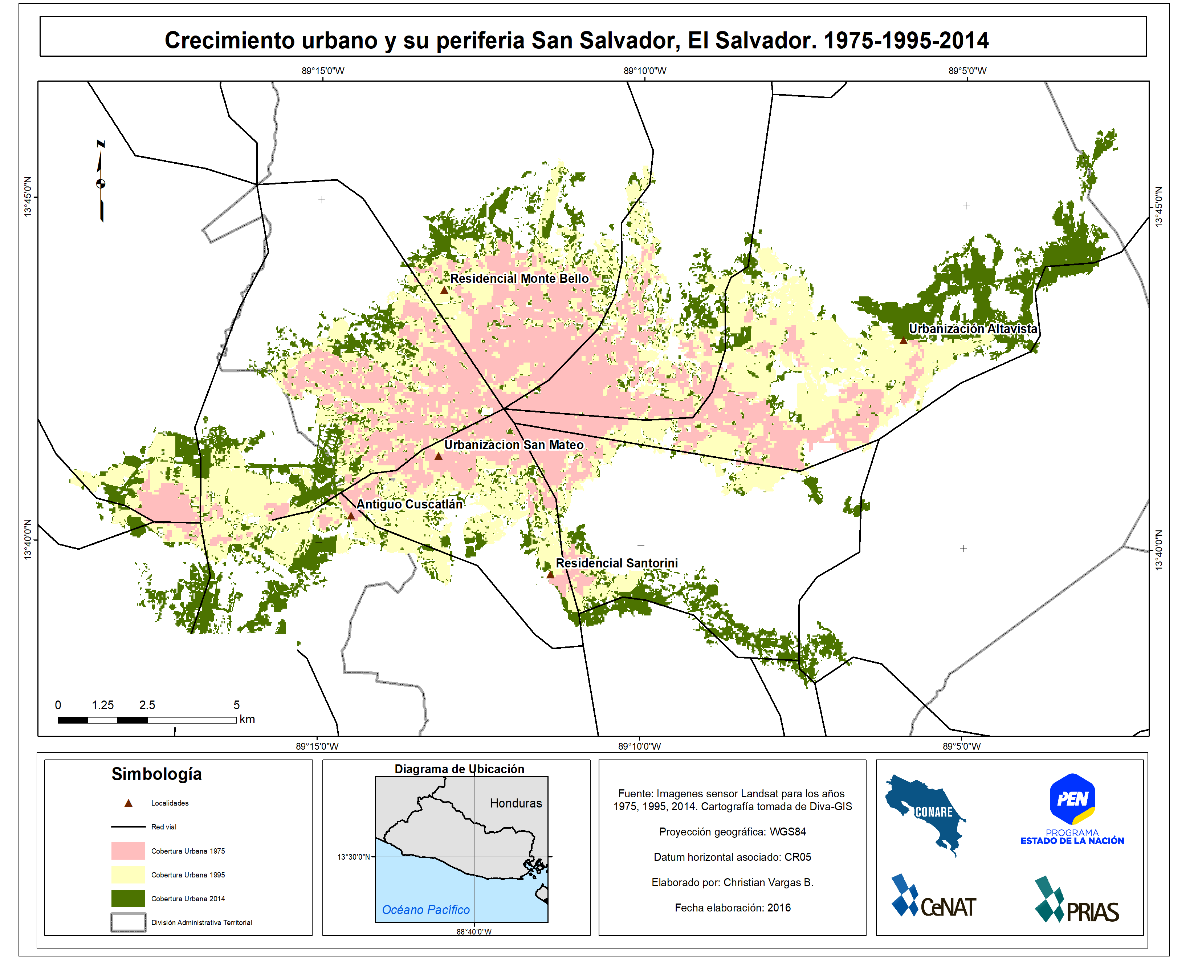 Crecimiento urbano y su periferia San Salvador, El Salvador. 1975-1995-2014
89°15'0"W 89°10'0"W 89°5'0"W
N
13°45'0"N 13°45'0"N
Residencial Monte Bello
Urbanización Altavista
Urbanizacion San Mateo
Antiguo Cuscatlán
13°40'0"N 13°40'0"N
Residencial Santorini
0 1.25 2.5 5
km
89°15'0"W 89°10'0"W 89°5'0"W
Simbología
Localidades
Red vial
Cobertura Urbana 1975
Cobertura Urbana 1995
Cobertura Urbana 2014
División Administrativa Territorial
Diagrama de Ubicación
Honduras
13°30'0"N
Océano Pacífico
88°40'0"W
Fuente: Imagenes sensor Landsat para los años
1975, 1995, 2014. Cartografía tomada de Diva-GIS
Proyección geográfica: WGS84
Datum horizontal asociado: CR05
Elaborado por: Christian Vargas B.
Fecha elaboración: 2016
CONARE
PEN
PROGRAMA
ESTADO DE LA NACIÓN
CeNAT
PRIAS